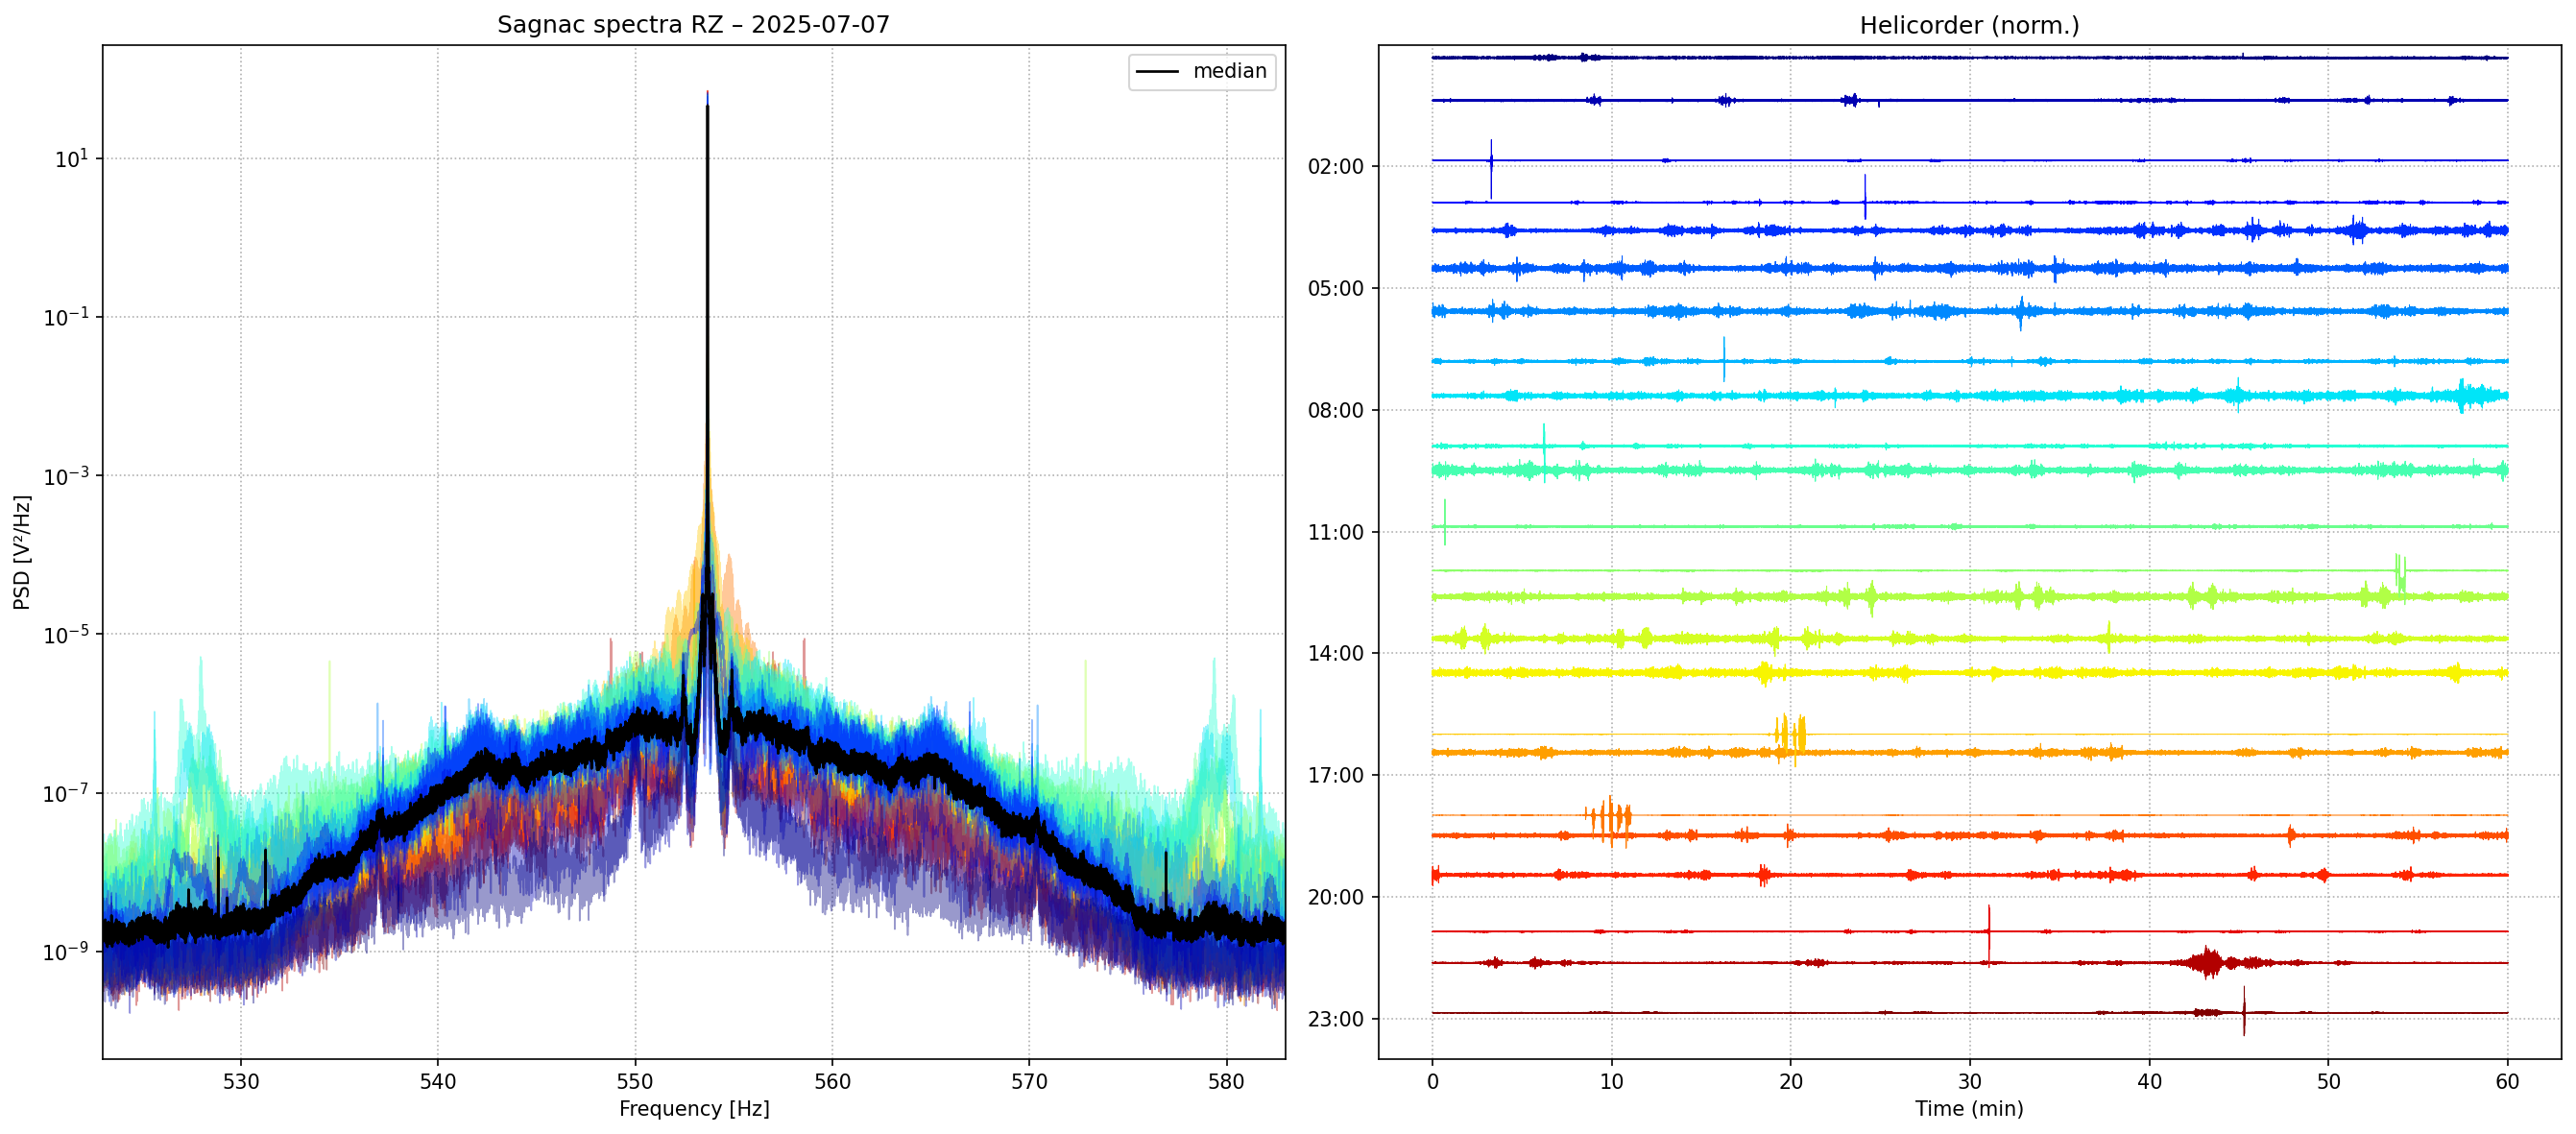 Sagnac spectra RZ – 2025-07-07
median
10¹
10⁻¹
10⁻³
10⁻⁵
10⁻⁷
10⁻⁹
PSD [V²/Hz]
530 540 550 560 570 580
Frequency [Hz]
Helicorder (norm.)
02:00
05:00
08:00
11:00
14:00
17:00
20:00
23:00
0 10 20 30 40 50 60
Time (min)